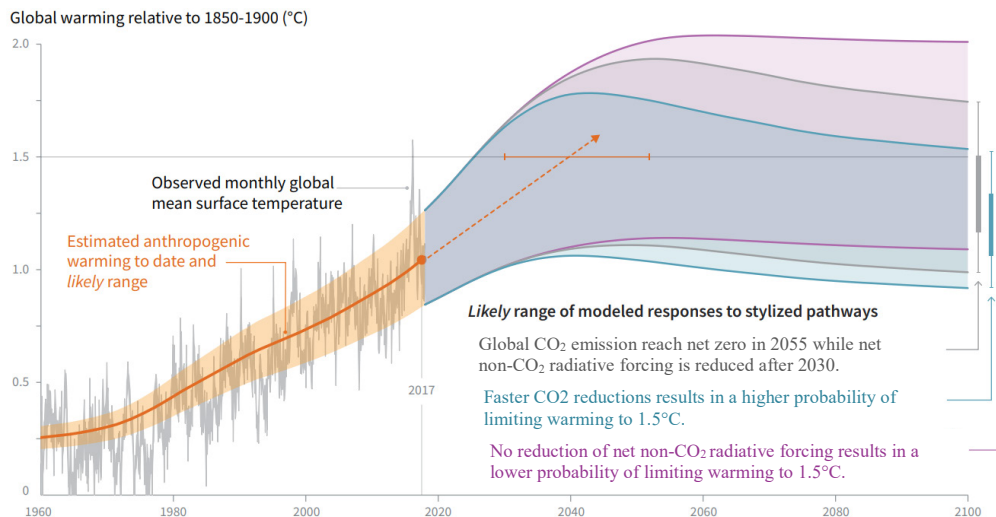 Global warming relative to 1850-1900 (°C)
2.0
1.5
Observed monthly global
mean surface temperature
Estimated anthropogenic
warming to date and
likely range
1.0
Likely range of modeled responses to stylized pathways
Global CO₂ emission reach net zero in 2055 while net
non-CO₂ radiative forcing is reduced after 2030.
2017
0.5
Faster CO2 reductions results in a higher probability of
limiting warming to 1.5°C.
No reduction of net non-CO₂ radiative forcing results in a
lower probability of limiting warming to 1.5°C.
0
1960
1980
2000
2020
2040
2060
2080
2100